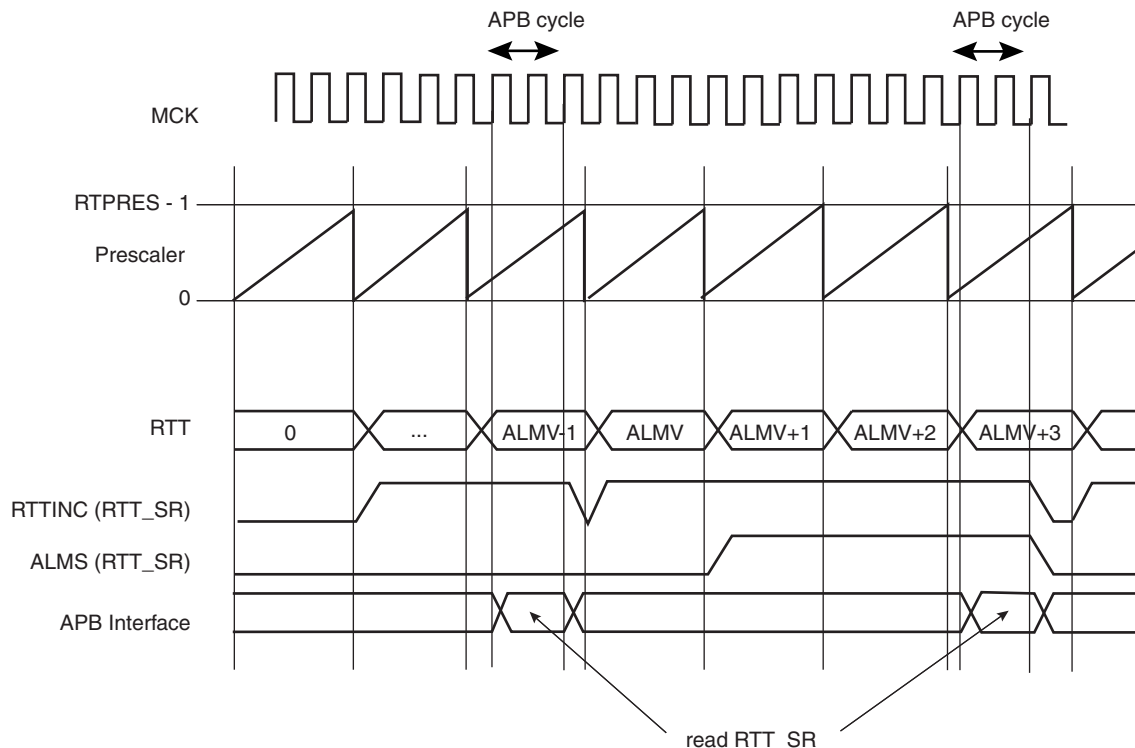 APB cycle
APB cycle
MCK
RTPRES - 1
Prescaler
0
RTT
0
...
ALMV-1
ALMV
ALMV+1
ALMV+2
ALMV+3
RTTINC (RTT_SR)
ALMS (RTT_SR)
APB Interface
read RTT_SR